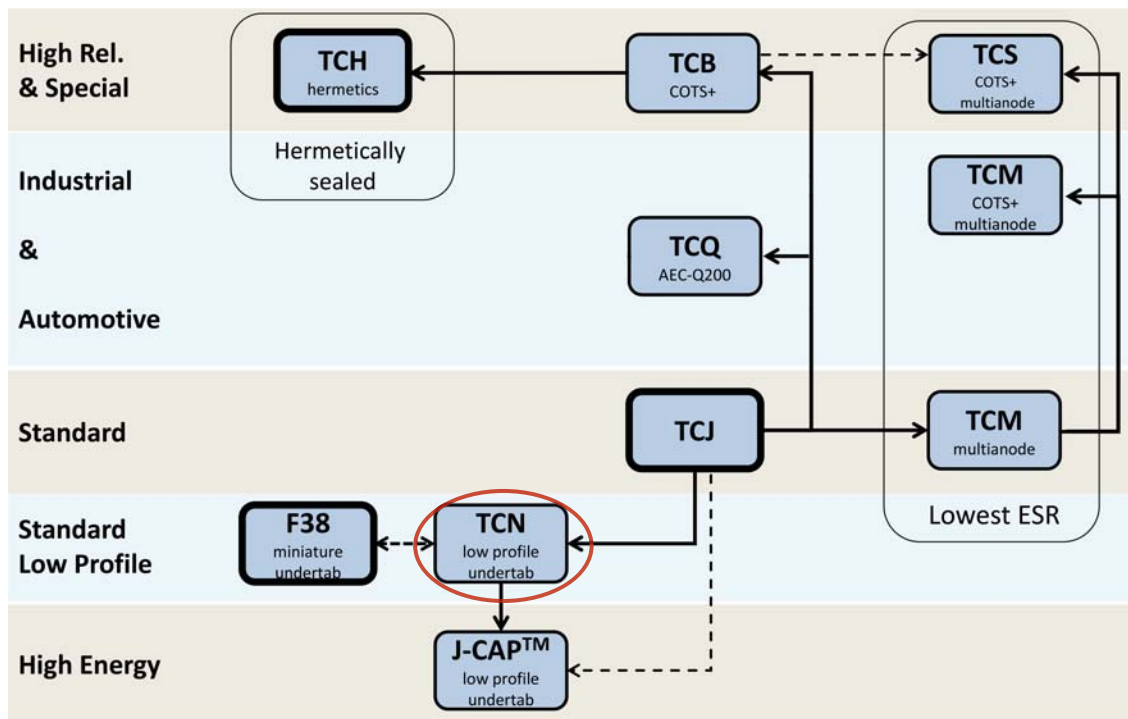 High Rel.
& Special
TCH
hermetics
Hermetically
sealed
TCB
COTS+
TCS
COTS+
multianode
Industrial
&
Automotive
TCM
COTS+
multianode
TCQ
AEC-Q200
Standard
TCJ
TCM
multianode
Lowest ESR
Standard
Low Profile
F38
miniature
undertab
TCN
low profile
undertab
High Energy
J-CAP™
low profile
undertab